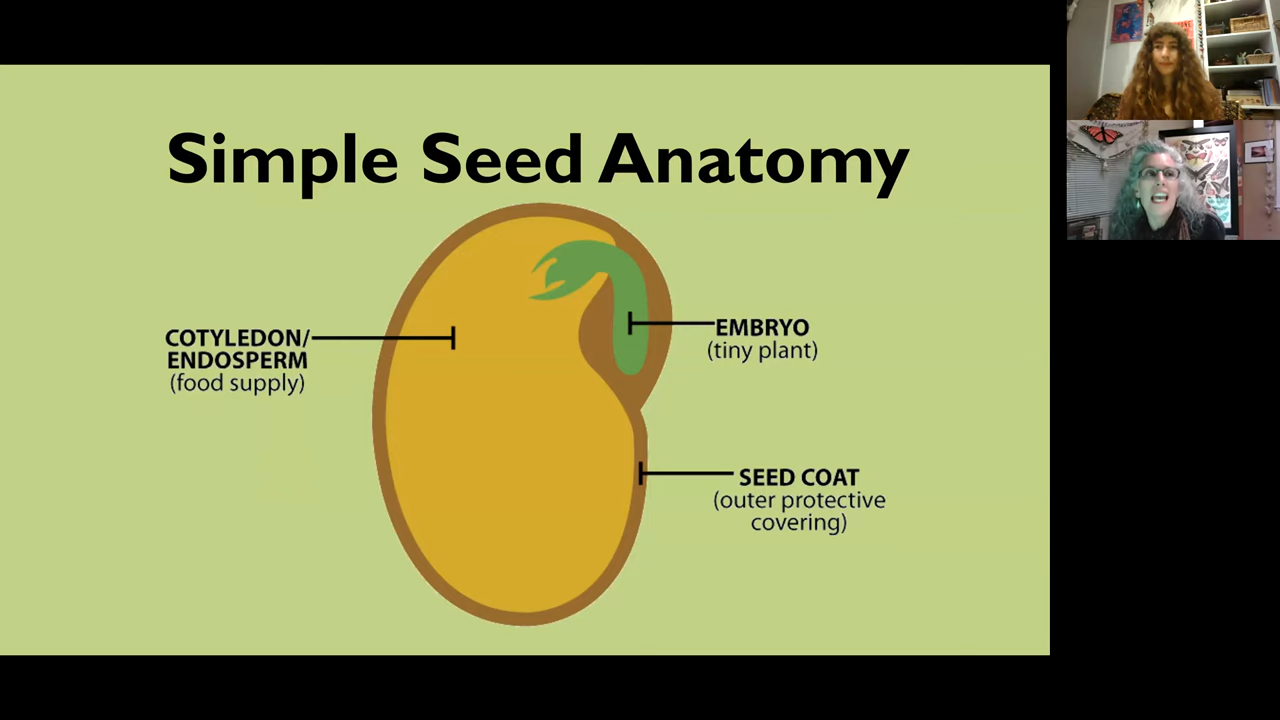 Simple Seed Anatomy
COTYLEDON/
ENDOSPERM
(food supply)
EMBRYO
(tiny plant)
SEED COAT
(outer protective
covering)